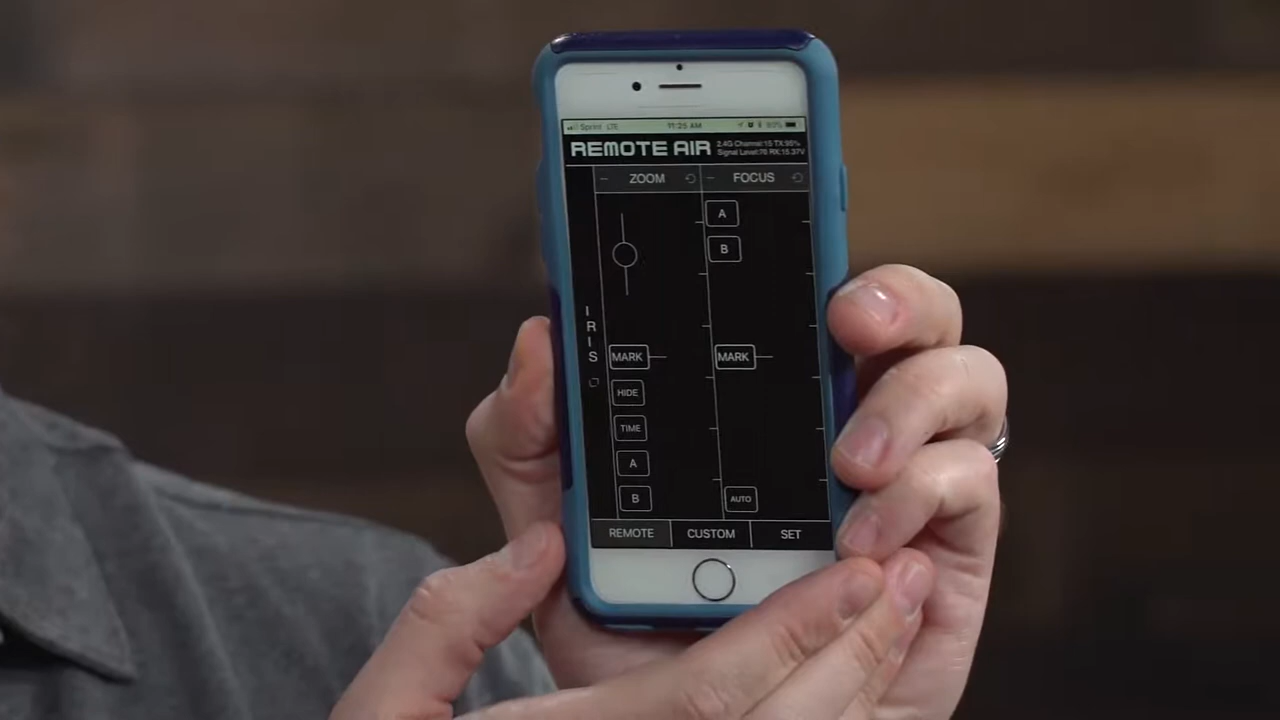 Sprint LTE 11:25 AM 93%
REMOTE AIR
2.4G Channel:15 TX:95%
Signal Level:76 RX:15.37V
ZOOM FOCUS
A
B
IRIS
MARK MARK
HIDE
TIME
A
B AUTO
REMOTE CUSTOM SET